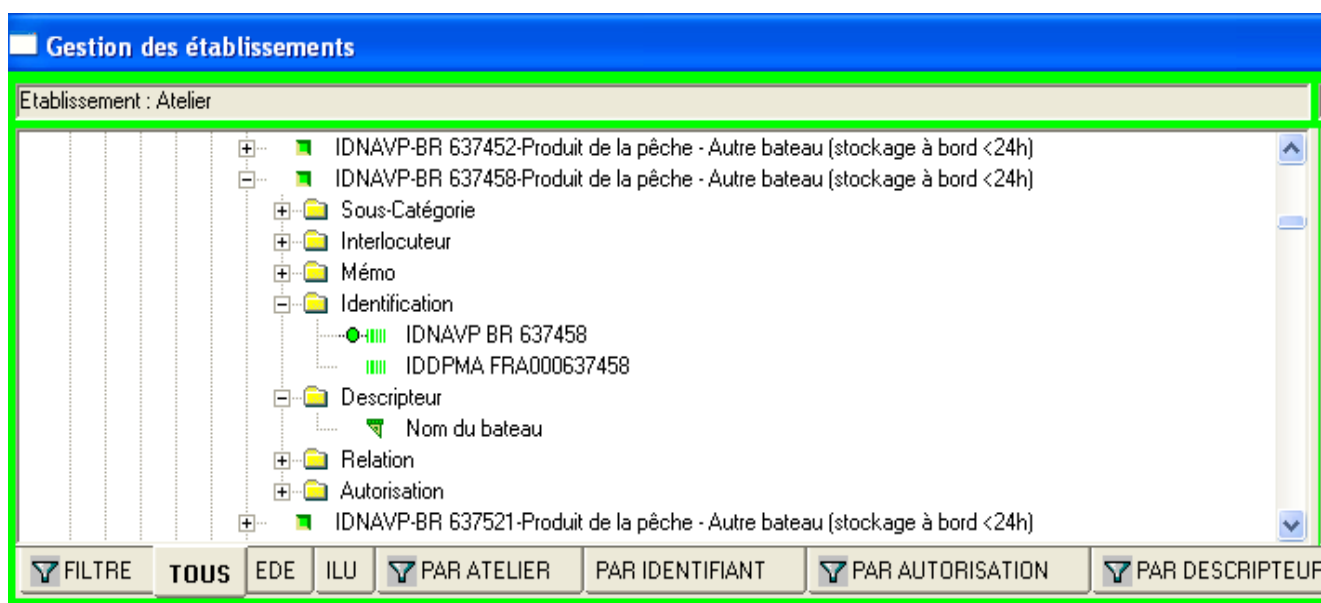 Gestion des établissements
Etablissement : Atelier
IDNAVP-BR 637452-Produit de la pêche - Autre bateau (stockage à bord <24h)
IDNAVP-BR 637458-Produit de la pêche - Autre bateau (stockage à bord <24h)
Sous-Catégorie
Interlocuteur
Mémo
Identification
IDNAVP BR 637458
IDDPMA FRA000637458
Descripteur
Nom du bateau
Relation
Autorisation
IDNAVP-BR 637521-Produit de la pêche - Autre bateau (stockage à bord <24h)
FILTRE TOUS EDE ILU PAR ATELIER PAR IDENTIFIANT PAR AUTORISATION PAR DESCRIPTEUR